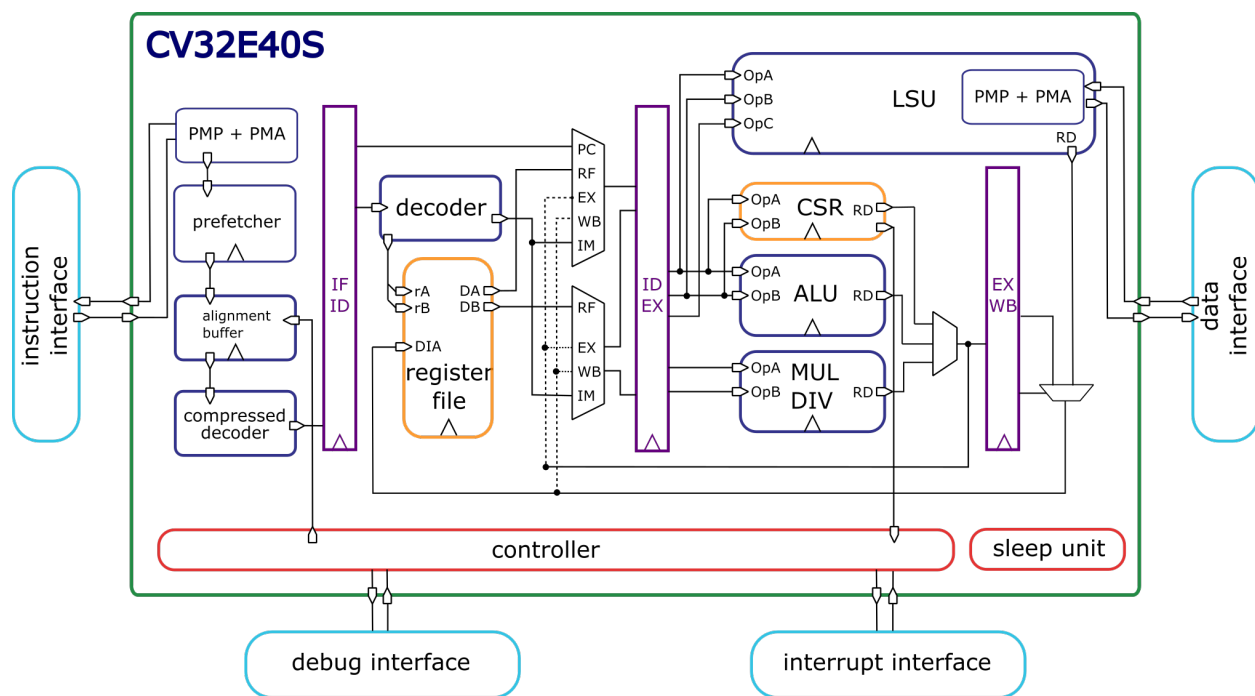 CV32E40S
instruction
interface
PMP + PMA
prefetcher
alignment
buffer
compressed
decoder
IF
ID
decoder
rA
rB
DIA
DA
DB
register
file
PC
RF
EX
WB
IM
RF
EX
WB
IM
ID
EX
OpA
OpB
OpC
LSU
PMP + PMA
RD
OpA
OpB
CSR
RD
OpA
OpB
ALU
RD
OpA
OpB
MUL
DIV
RD
EX
WB
data
interface
controller
sleep unit
debug interface
interrupt interface